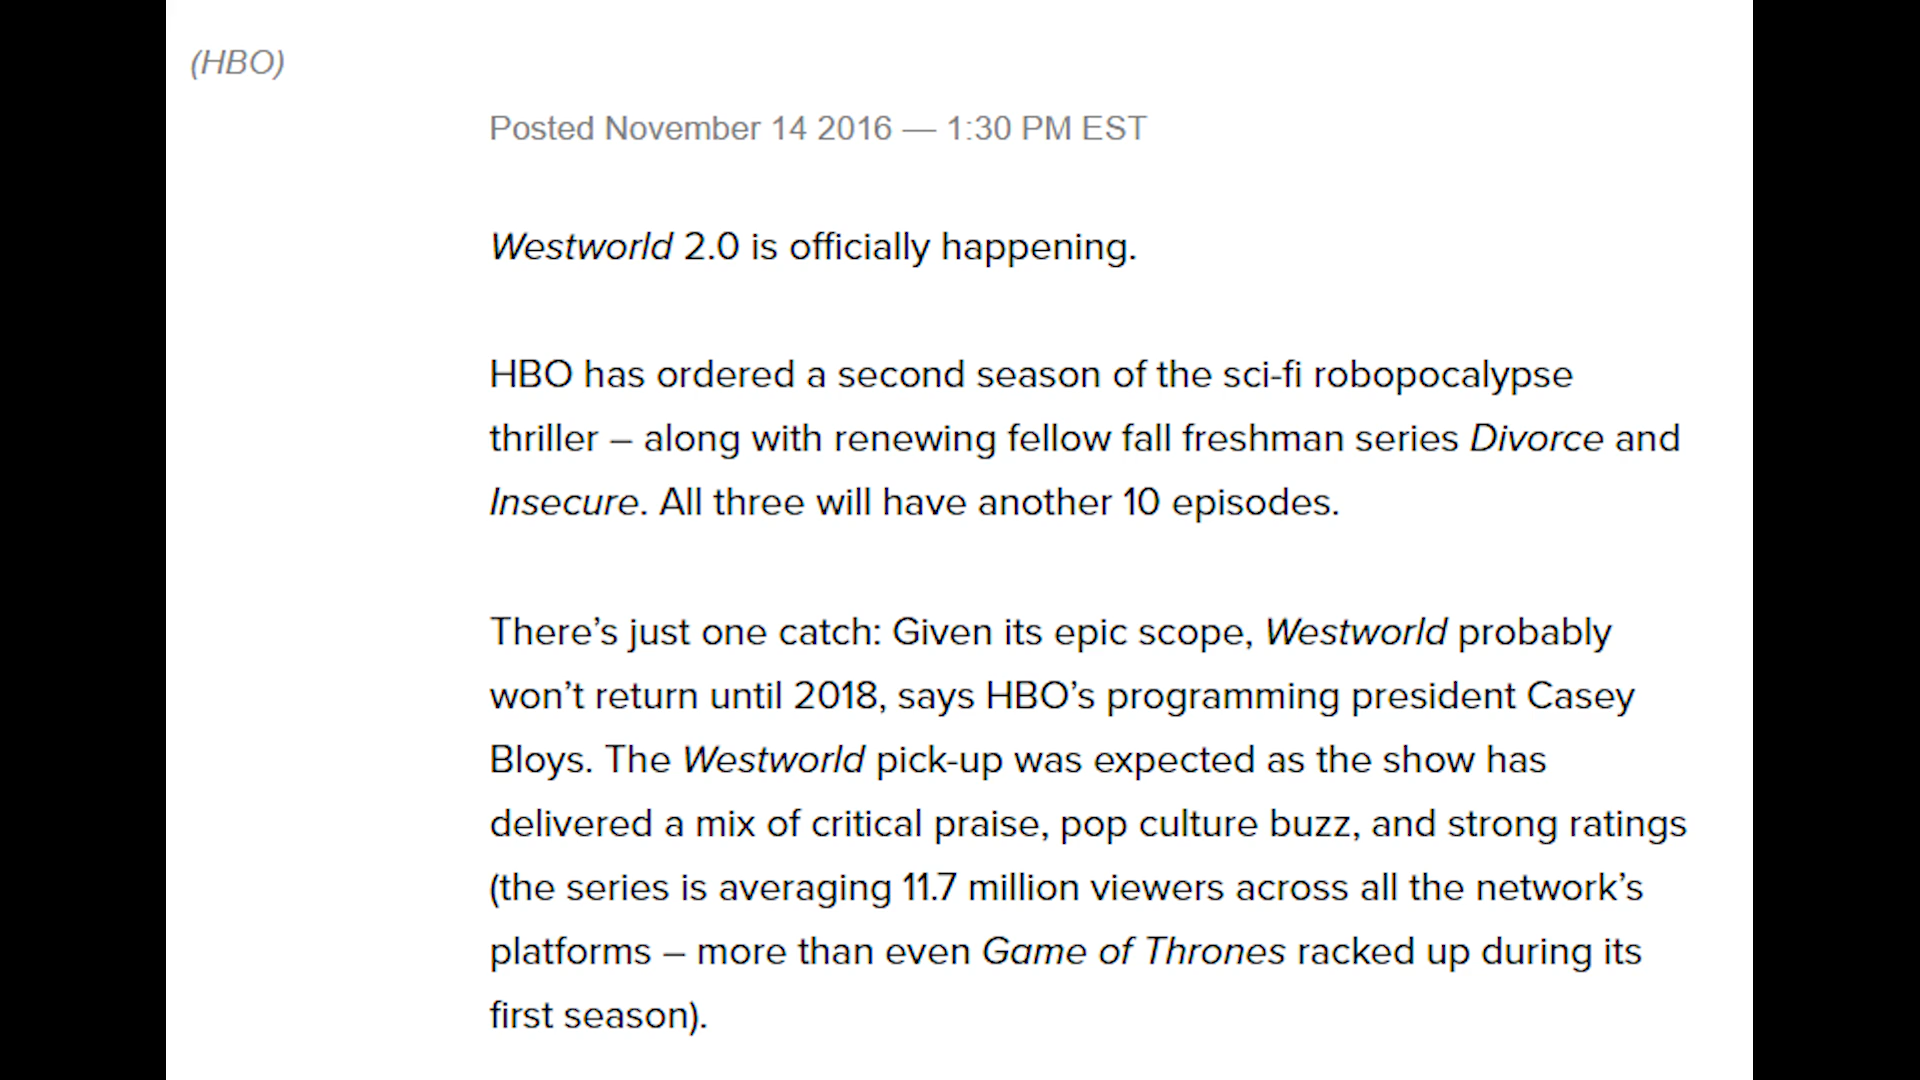 (HBO)
Posted November 14 2016 — 1:30 PM EST
Westworld 2.0 is officially happening.
HBO has ordered a second season of the sci-fi robopocalypse
thriller – along with renewing fellow fall freshman series Divorce and
Insecure. All three will have another 10 episodes.
There’s just one catch: Given its epic scope, Westworld probably
won’t return until 2018, says HBO’s programming president Casey
Bloys. The Westworld pick-up was expected as the show has
delivered a mix of critical praise, pop culture buzz, and strong ratings
(the series is averaging 11.7 million viewers across all the network’s
platforms – more than even Game of Thrones racked up during its
first season).